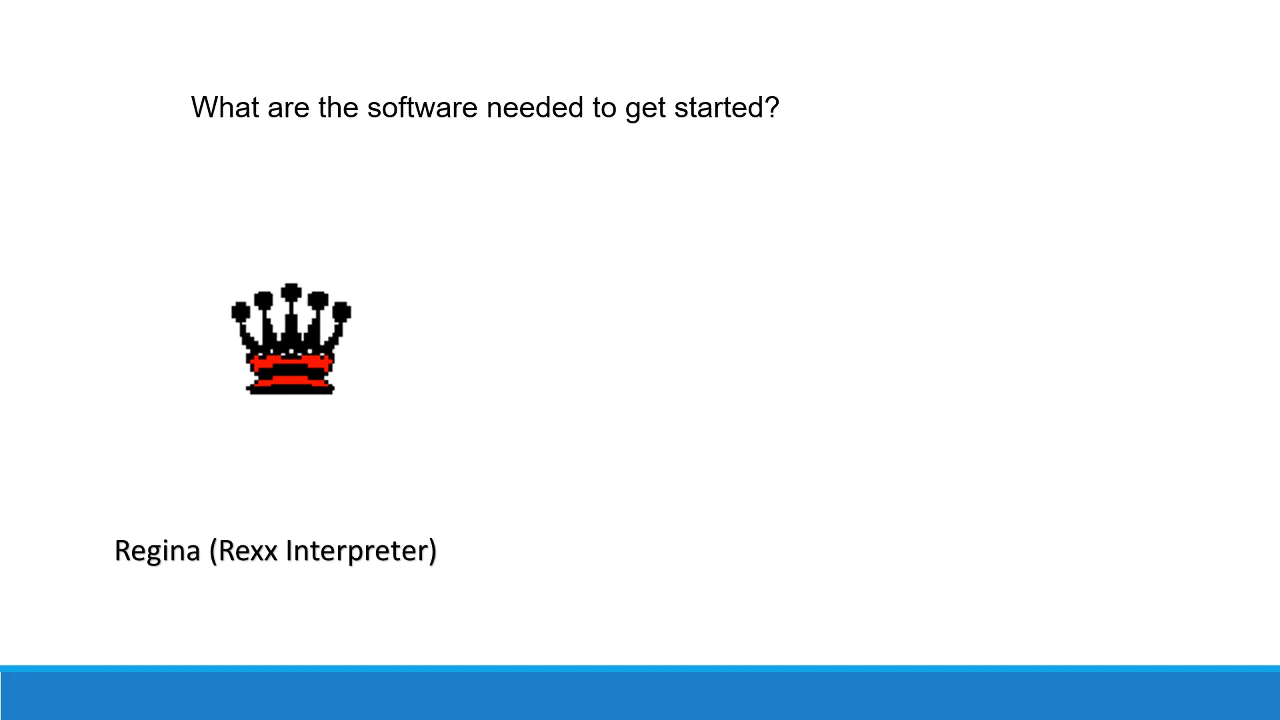 What are the software needed to get started?
Regina (Rexx Interpreter)